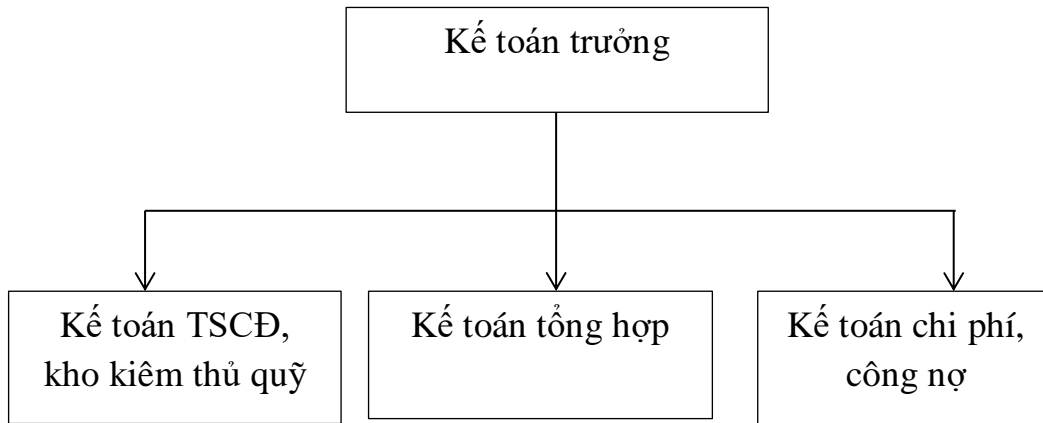 Kế toán trưởng
Kế toán TSCĐ,
kho kiêm thủ quỹ
Kế toán tổng hợp
Kế toán chi phí,
công nợ